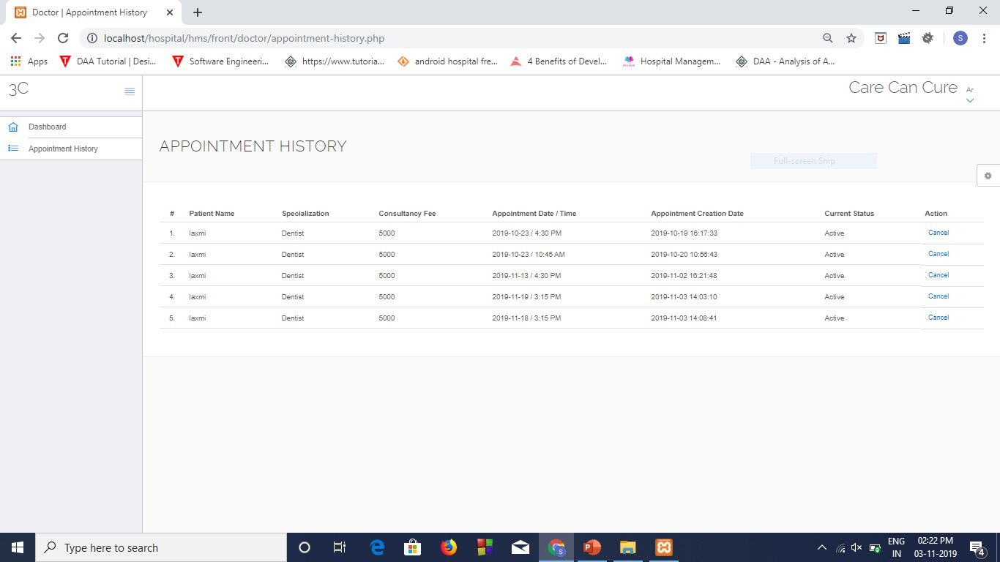 Doctor | Appointment History
localhost/hospital/hms/front/doctor/appointment-history.php
S
Apps DAA Tutorial | Desi... Software Engineeri... https://www.tutoria... android hospital fre... 4 Benefits of Devel... Hospital Managem... DAA - Analysis of A...
3C
Care Can Cure Ar
Dashboard
Appointment History
APPOINTMENT HISTORY
Full-screen Snip
# Patient Name Specialization Consultancy Fee Appointment Date / Time Appointment Creation Date Current Status Action
1. laxmi Dentist 5000 2019-10-23 / 4:30 PM 2019-10-19 16:17:33 Active Cancel
2. laxmi Dentist 5000 2019-10-23 / 10:45 AM 2019-10-20 10:56:43 Active Cancel
3. laxmi Dentist 5000 2019-11-13 / 4:30 PM 2019-11-02 16:21:48 Active Cancel
4. laxmi Dentist 5000 2019-11-19 / 3:15 PM 2019-11-03 14:03:10 Active Cancel
5. laxmi Dentist 5000 2019-11-18 / 3:15 PM 2019-11-03 14:08:41 Active Cancel
Type here to search
ENG
IN
02:22 PM
03-11-2019
4